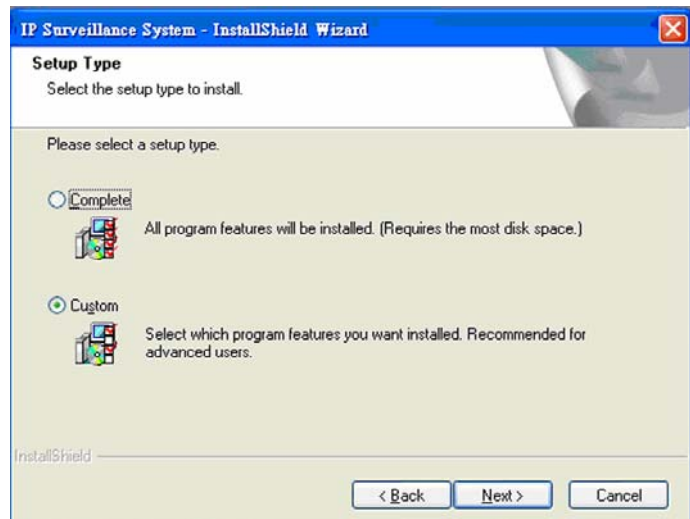 IP Surveillance System - InstallShield Wizard
Setup Type
Select the setup type to install.
Please select a setup type.
Complete
All program features will be installed. (Requires the most disk space.)
Custom
Select which program features you want installed. Recommended for
advanced users.
InstallShield
< Back
Next >
Cancel